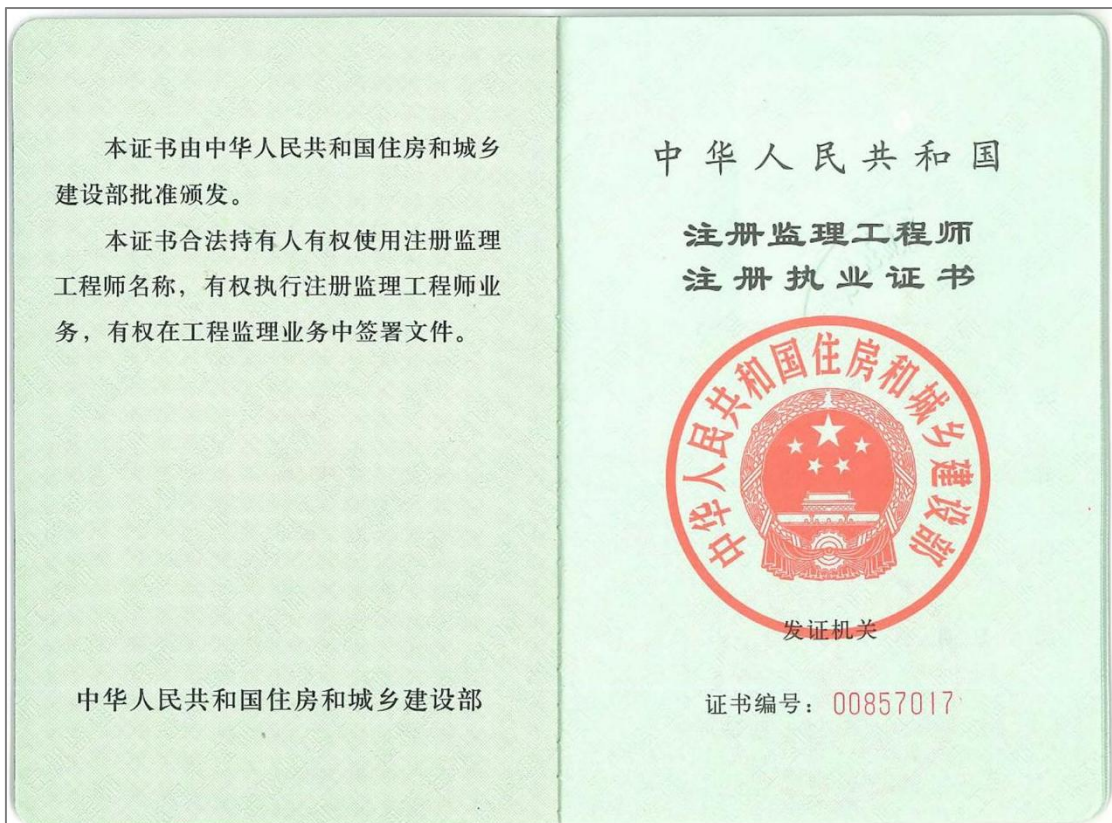 本证书由中华人民共和国住房和城乡
建设部批准颁发。
本证书合法持有人有权使用注册监理
工程师名称，有权执行注册监理工程师业
务，有权在工程监理业务中签署文件。
中华人民共和国住房和城乡建设部
中华人民共和国
注册监理工程师
注册执业证书
中华人民共和国住房和城乡建设部
发证机关
证书编号：00857017